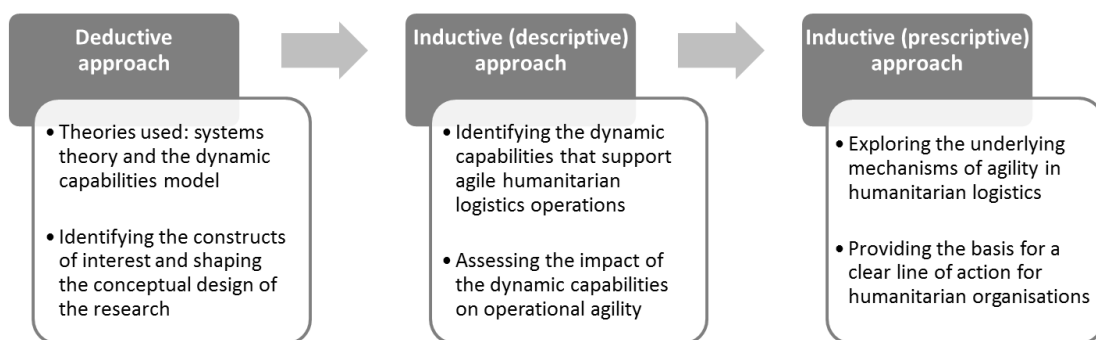 Deductive
approach
• Theories used: systems
theory and the dynamic
capabilities model
• Identifying the constructs
of interest and shaping
the conceptual design of
the research
Inductive (descriptive)
approach
• Identifying the dynamic
capabilities that support
agile humanitarian
logistics operations
• Assessing the impact of
the dynamic capabilities
on operational agility
Inductive (prescriptive)
approach
• Exploring the underlying
mechanisms of agility in
humanitarian logistics
• Providing the basis for a
clear line of action for
humanitarian organisations